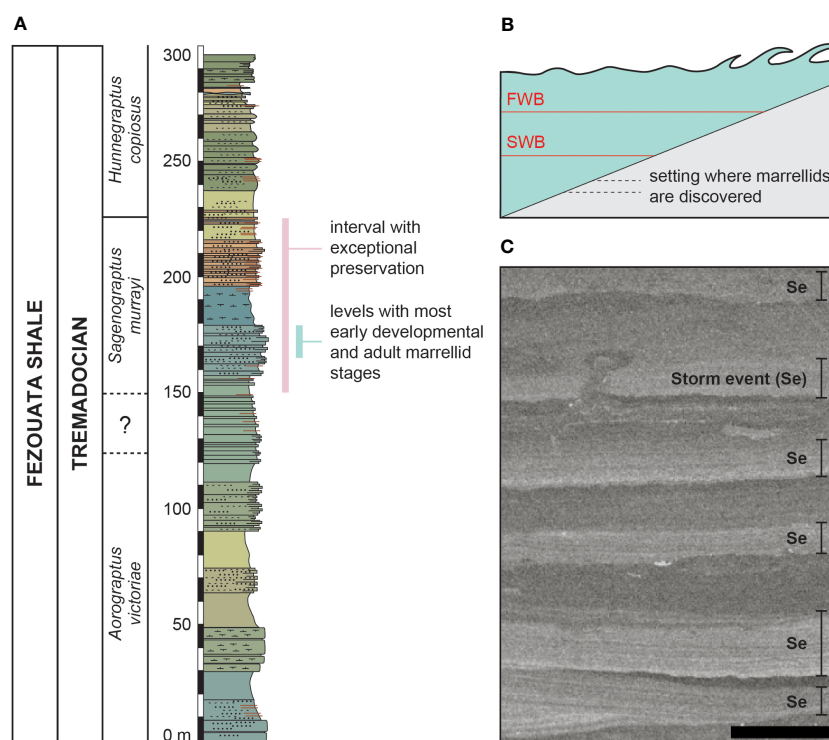 A
FEZOUATA SHALE
TREMADOCIAN
Hunnegraptus
copiosus
Sagenograptus
murrayi
?
Aorograptus
victoriae
300
250
200
150
100
50
0 m
interval with
exceptional
preservation
levels with most
early developmental
and adult marrellid
stages
B
FWB
SWB
setting where marrellids
are discovered
C
Se
Storm event (Se)
Se
Se
Se
Se